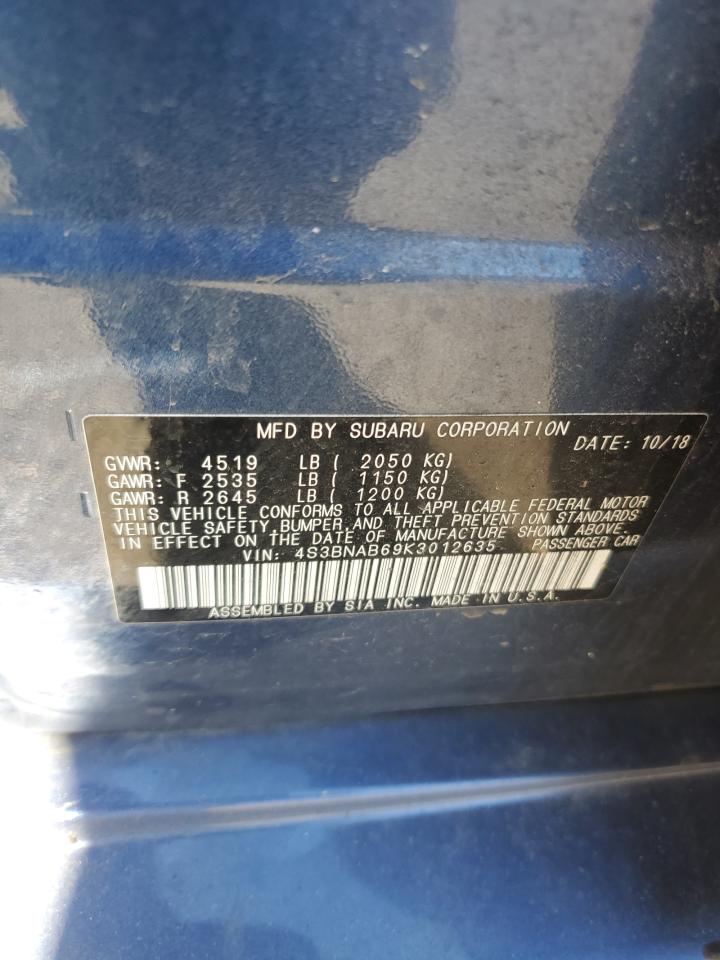 MFD BY SUBARU CORPORATION
DATE: 10/18
GVWR: 4519 LB ( 2050 KG)
GAWR: F 2535 LB ( 1150 KG)
GAWR: R 2645 LB ( 1200 KG)
THIS VEHICLE CONFORMS TO ALL APPLICABLE FEDERAL MOTOR
VEHICLE SAFETY, BUMPER AND THEFT PREVENTION STANDARDS
IN EFFECT ON THE DATE OF MANUFACTURE SHOWN ABOVE.
VIN: 4S3BNAB69K3012635 PASSENGER CAR
ASSEMBLED BY SIA INC. MADE IN U.S.A.